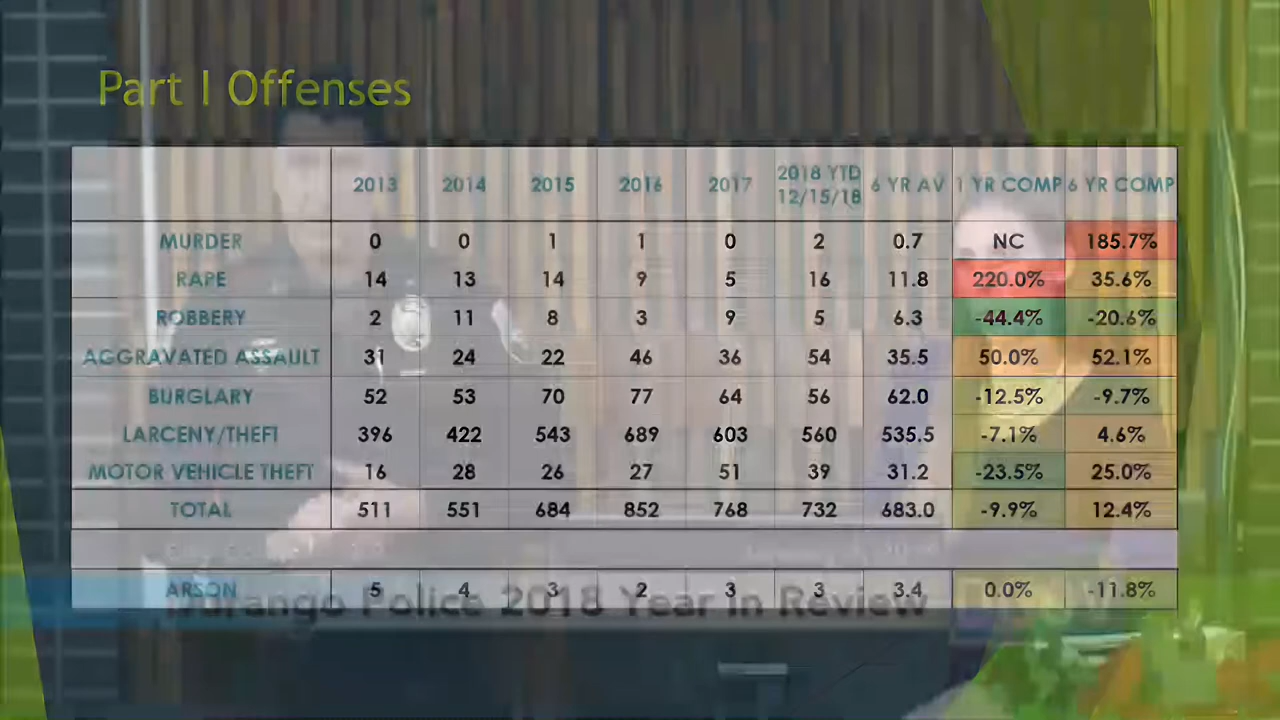 Part I Offenses
2013 2014 2015 2016 2017 2018 YTD 12/15/18 6 YR AV 1 YR COMP 6 YR COMP
MURDER 0 0 1 1 0 2 0.7 NC 185.7%
RAPE 14 13 14 9 5 16 11.8 220.0% 35.6%
ROBBERY 2 11 8 3 9 5 6.3 -44.4% -20.6%
AGGRAVATED ASSAULT 31 24 22 46 36 54 35.5 50.0% 52.1%
BURGLARY 52 53 70 77 64 56 62.0 -12.5% -9.7%
LARCENY/THEFT 396 422 543 689 603 560 535.5 -7.1% 4.6%
MOTOR VEHICLE THEFT 16 28 26 27 51 39 31.2 -23.5% 25.0%
TOTAL 511 551 684 852 768 732 683.0 -9.9% 12.4%
ARSON 5 4 3 2 3 3 3.4 0.0% -11.8%
Durango Police 2018 Year In Review